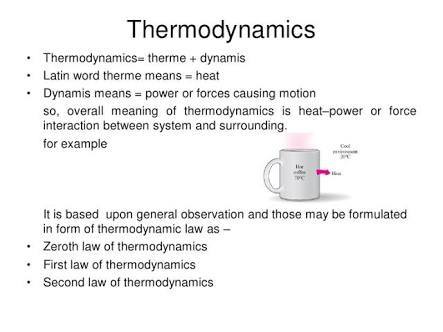 Thermodynamics
• Thermodynamics= therme + dynamis
• Latin word therme means = heat
• Dynamis means = power or forces causing motion
so, overall meaning of thermodynamics is heat–power or force
interaction between system and surrounding.
for example
Cool
environment
20°C
Hot
coffee
70°C
Heat
It is based upon general observation and those may be formulated
in form of thermodynamic law as –
• Zeroth law of thermodynamics
• First law of thermodynamics
• Second law of thermodynamics